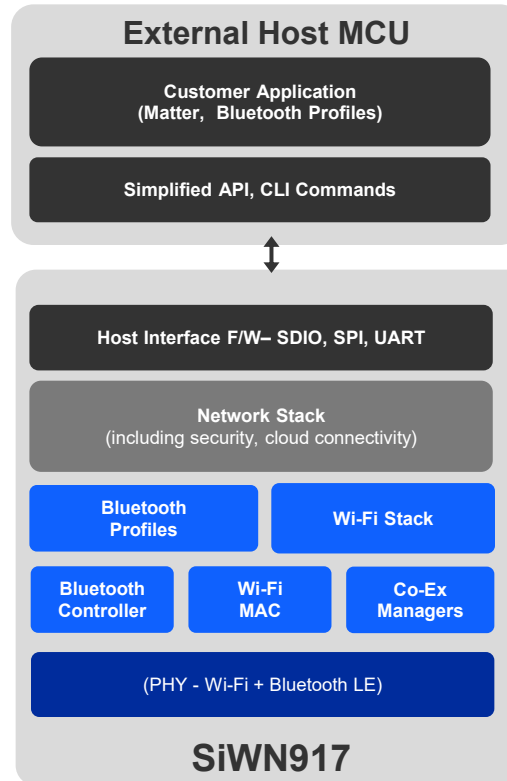 External Host MCU
Customer Application
(Matter, Bluetooth Profiles)
Simplified API, CLI Commands
Host Interface F/W– SDIO, SPI, UART
Network Stack
(including security, cloud connectivity)
Bluetooth
Profiles
Wi-Fi Stack
Bluetooth
Controller
Wi-Fi
MAC
Co-Ex
Managers
(PHY - Wi-Fi + Bluetooth LE)
SiWN917